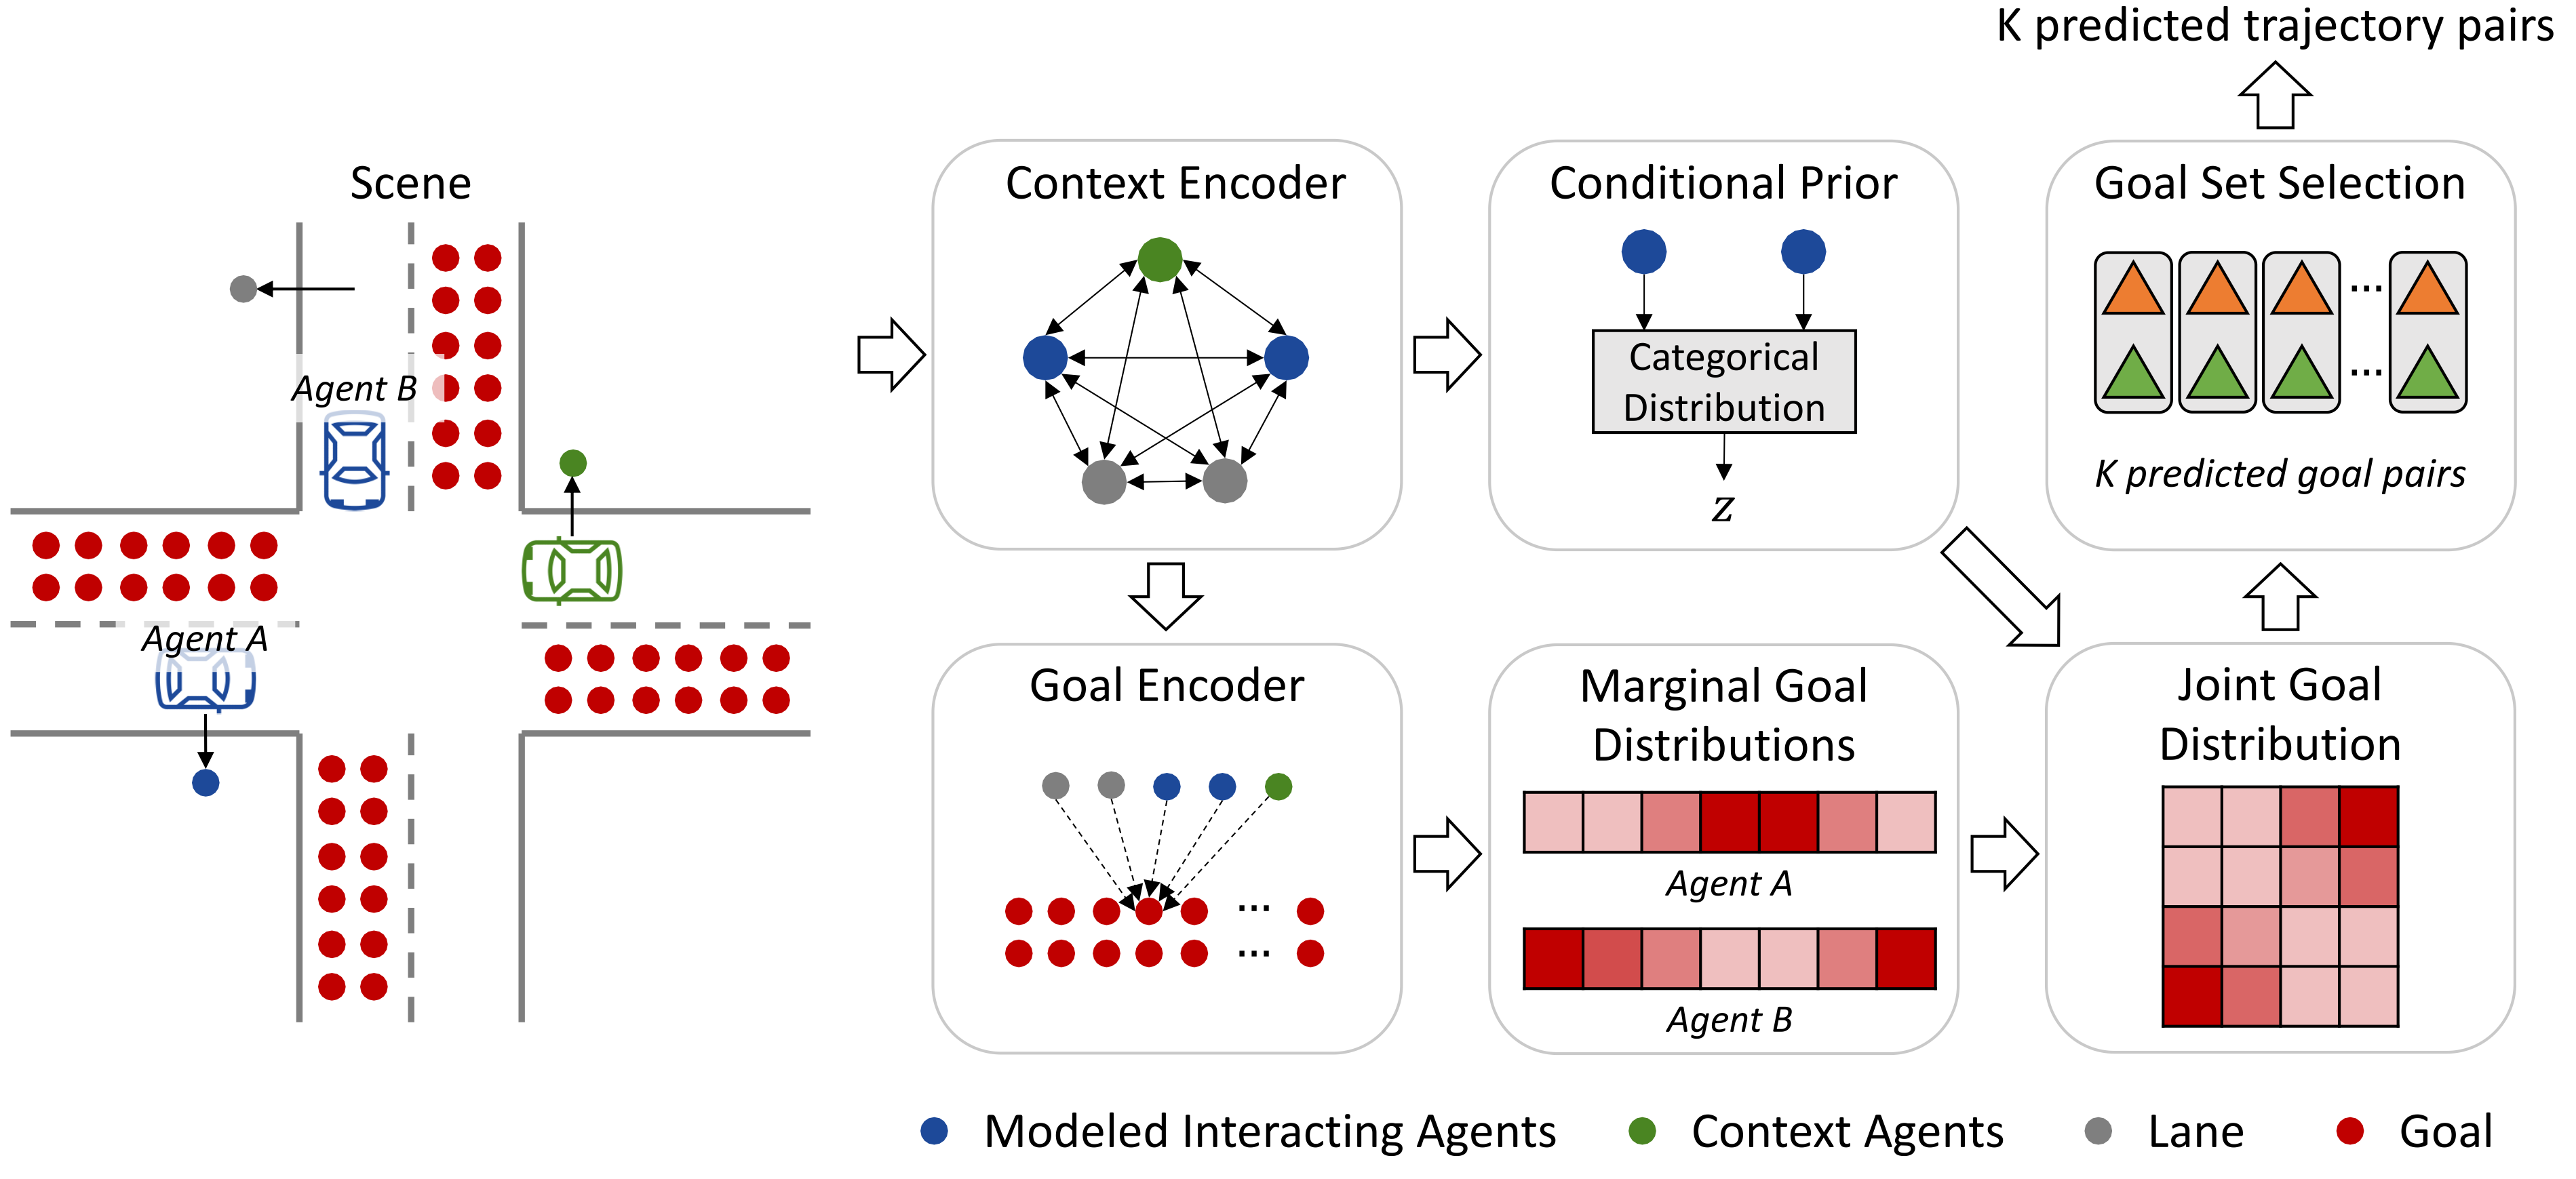 K predicted trajectory pairs
Scene
Agent B
Agent A
Context Encoder
Conditional Prior
Categorical
Distribution
z
Goal Set Selection
...
...
K predicted goal pairs
Goal Encoder
...
...
Marginal Goal
Distributions
Agent A
Agent B
Joint Goal
Distribution
Modeled Interacting Agents
Context Agents
Lane
Goal